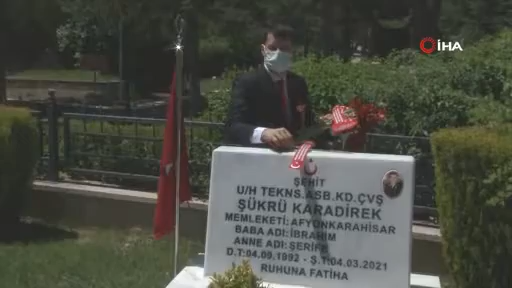 İHA
ŞEHİT
U/H TEKNS.ASB.KD.ÇVŞ
ŞÜKRÜ KARADİREK
MEMLEKETİ:AFYONKARAHİSAR
BABA ADI:İBRAHİM
ANNE ADI:ŞERİFE
D.T:04.09.1992 - Ş.T:04.03.2021
RUHUNA FATİHA